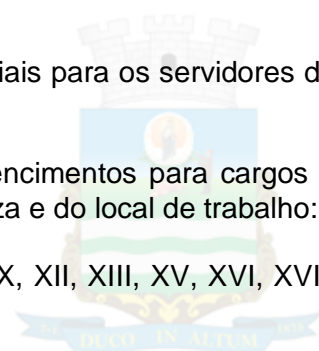 iais para os servidores d
encimentos para cargos
za e do local de trabalho:
X, XII, XIII, XV, XVI, XVI
DUCO IN ALTUM